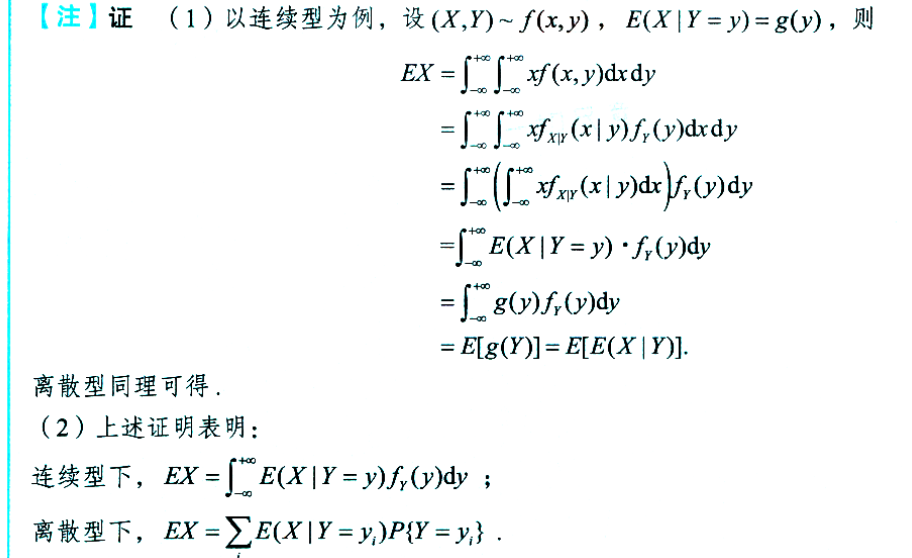 【注】证 （1）以连续型为例，设(X,Y)~f(x,y)，E(X|Y=y)=g(y)，则
EX=∫_{-∞}^{+∞}∫_{-∞}^{+∞}xf(x,y)dxdy
=∫_{-∞}^{+∞}∫_{-∞}^{+∞}xf_{X|Y}(x|y)f_Y(y)dxdy
=∫_{-∞}^{+∞}(∫_{-∞}^{+∞}xf_{X|Y}(x|y)dx)f_Y(y)dy
=∫_{-∞}^{+∞}E(X|Y=y)·f_Y(y)dy
=∫_{-∞}^{+∞}g(y)f_Y(y)dy
=E[g(Y)]=E[E(X|Y)].
离散型同理可得.
（2）上述证明表明：
连续型下，EX=∫_{-∞}^{+∞}E(X|Y=y)f_Y(y)dy；
离散型下，EX=∑_i E(X|Y=y_i)P{Y=y_i}.